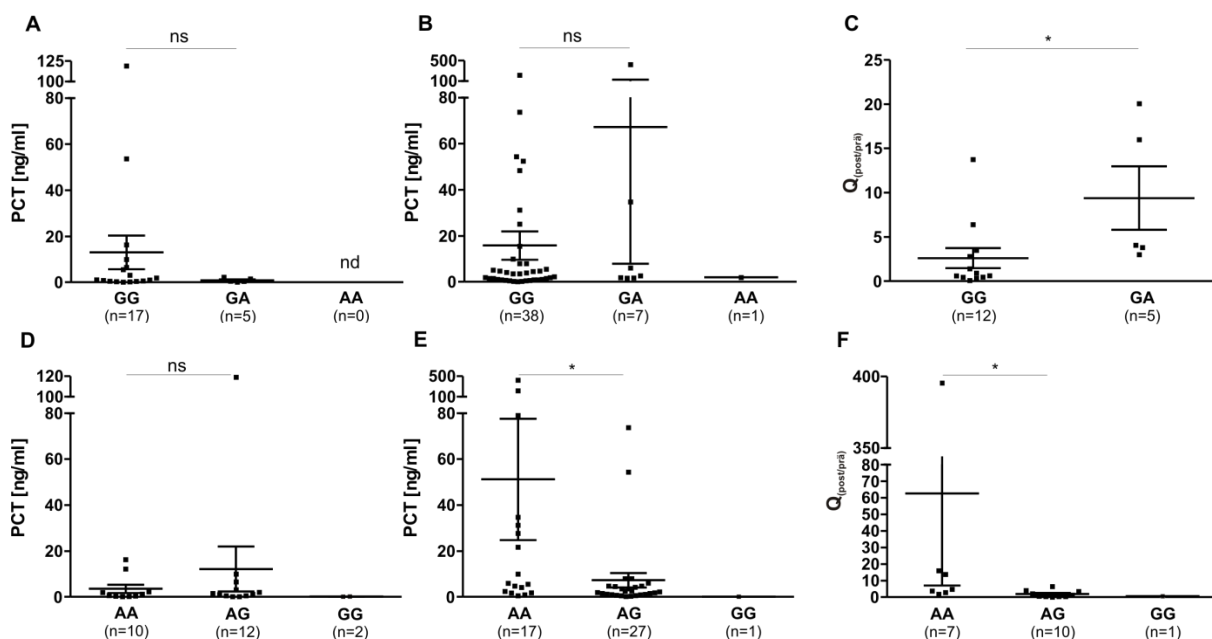 A
ns
PCT [ng/ml]
125
100
80
60
40
20
0
nd
GG GA AA
(n=17) (n=5) (n=0)
B
ns
PCT [ng/ml]
500
100
80
60
40
20
0
GG GA AA
(n=38) (n=7) (n=1)
C
*
Q(post/prä)
25
20
15
10
5
0
GG GA
(n=12) (n=5)
D
ns
PCT [ng/ml]
120
100
80
60
40
20
0
AA AG GG
(n=10) (n=12) (n=2)
E
*
PCT [ng/ml]
500
100
80
60
40
20
0
AA AG GG
(n=17) (n=27) (n=1)
F
*
Q(post/prä)
400
350
80
70
60
50
40
30
20
10
0
AA AG GG
(n=7) (n=10) (n=1)